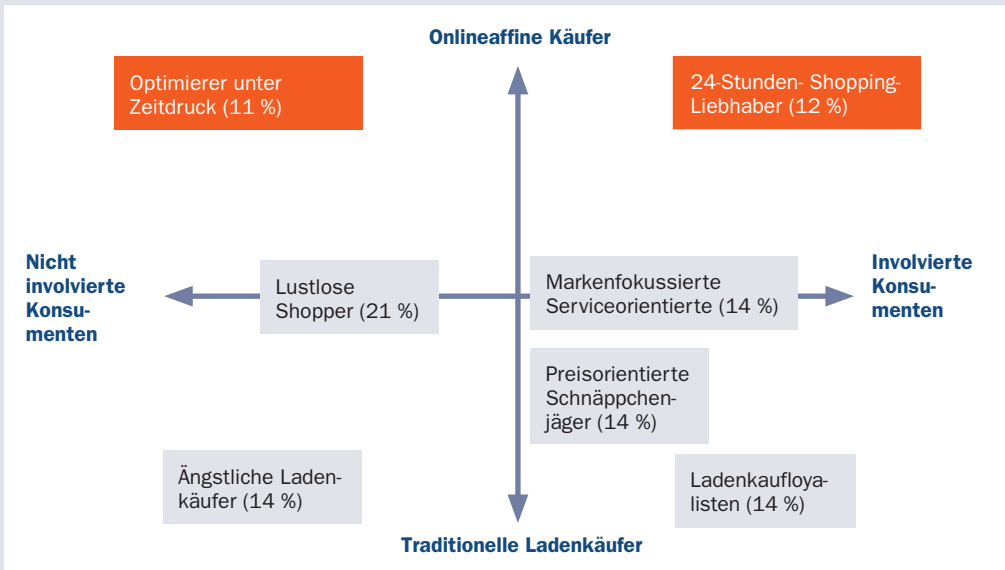 Onlineaffine Käufer
Optimierer unter
Zeitdruck (11 %)
24-Stunden- Shopping-
Liebhaber (12 %)
Nicht
involvierte
Konsu-
menten
Lustlose
Shopper (21 %)
Markenfokussierte
Serviceorientierte (14 %)
Involvierte
Konsu-
menten
Preisorientierte
Schnäppchen-
jäger (14 %)
Ängstliche Laden-
käufer (14 %)
Ladenkaufloya-
listen (14 %)
Traditionelle Ladenkäufer